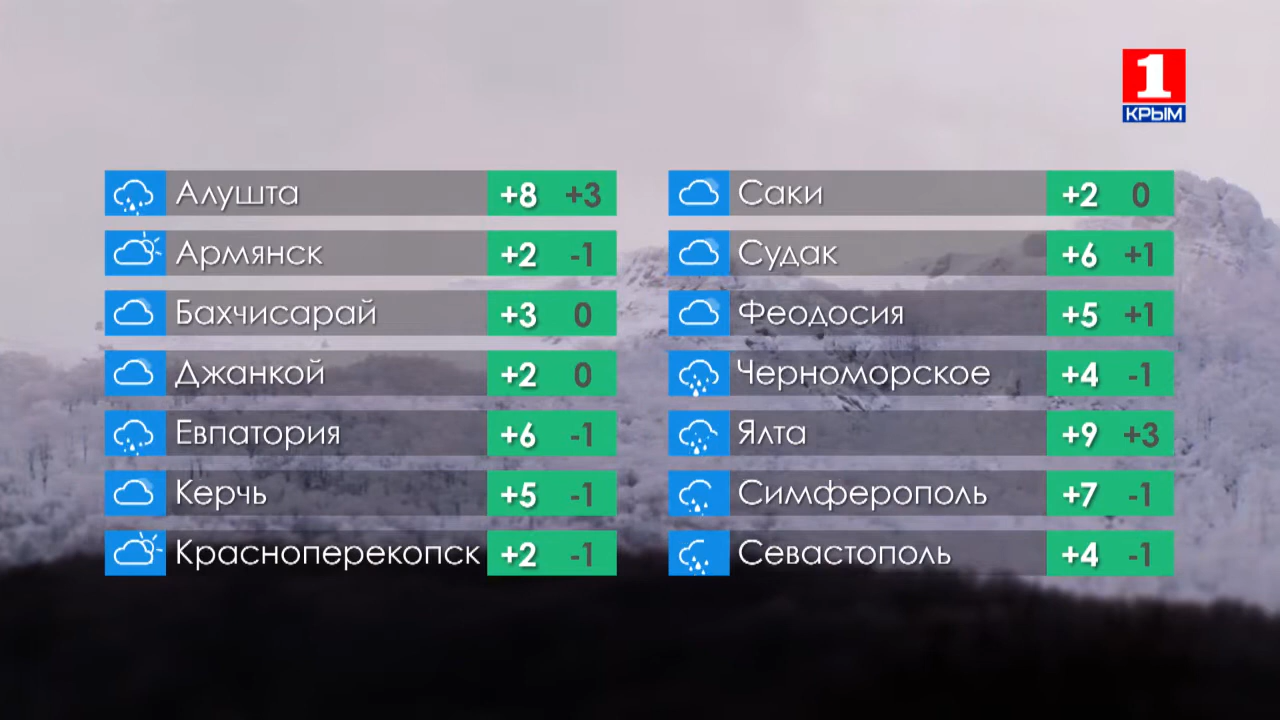 1
КРЫМ
Алушта +8 +3
Армянск +2 -1
Бахчисарай +3 0
Джанкой +2 0
Евпатория +6 -1
Керчь +5 -1
Красноперекопск +2 -1
Саки +2 0
Судак +6 +1
Феодосия +5 +1
Черноморское +4 -1
Ялта +9 +3
Симферополь +7 -1
Севастополь +4 -1